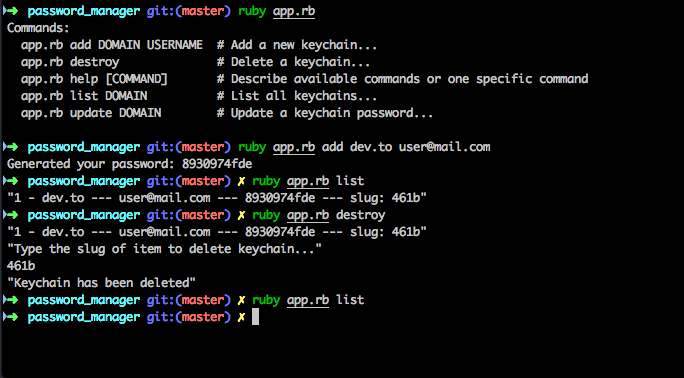 ➜ password_manager git:(master) ruby app.rb
Commands:
  app.rb add DOMAIN USERNAME  # Add a new keychain...
  app.rb destroy              # Delete a keychain...
  app.rb help [COMMAND]       # Describe available commands or one specific command
  app.rb list DOMAIN          # List all keychains...
  app.rb update DOMAIN        # Update a keychain password...
➜ password_manager git:(master) ruby app.rb add dev.to user@mail.com
Generated your password: 8930974fde
➜ password_manager git:(master) ✗ ruby app.rb list
"1 - dev.to --- user@mail.com --- 8930974fde --- slug: 461b"
➜ password_manager git:(master) ✗ ruby app.rb destroy
"1 - dev.to --- user@mail.com --- 8930974fde --- slug: 461b"
"Type the slug of item to delete keychain..."
461b
"Keychain has been deleted"
➜ password_manager git:(master) ✗ ruby app.rb list
➜ password_manager git:(master) ✗